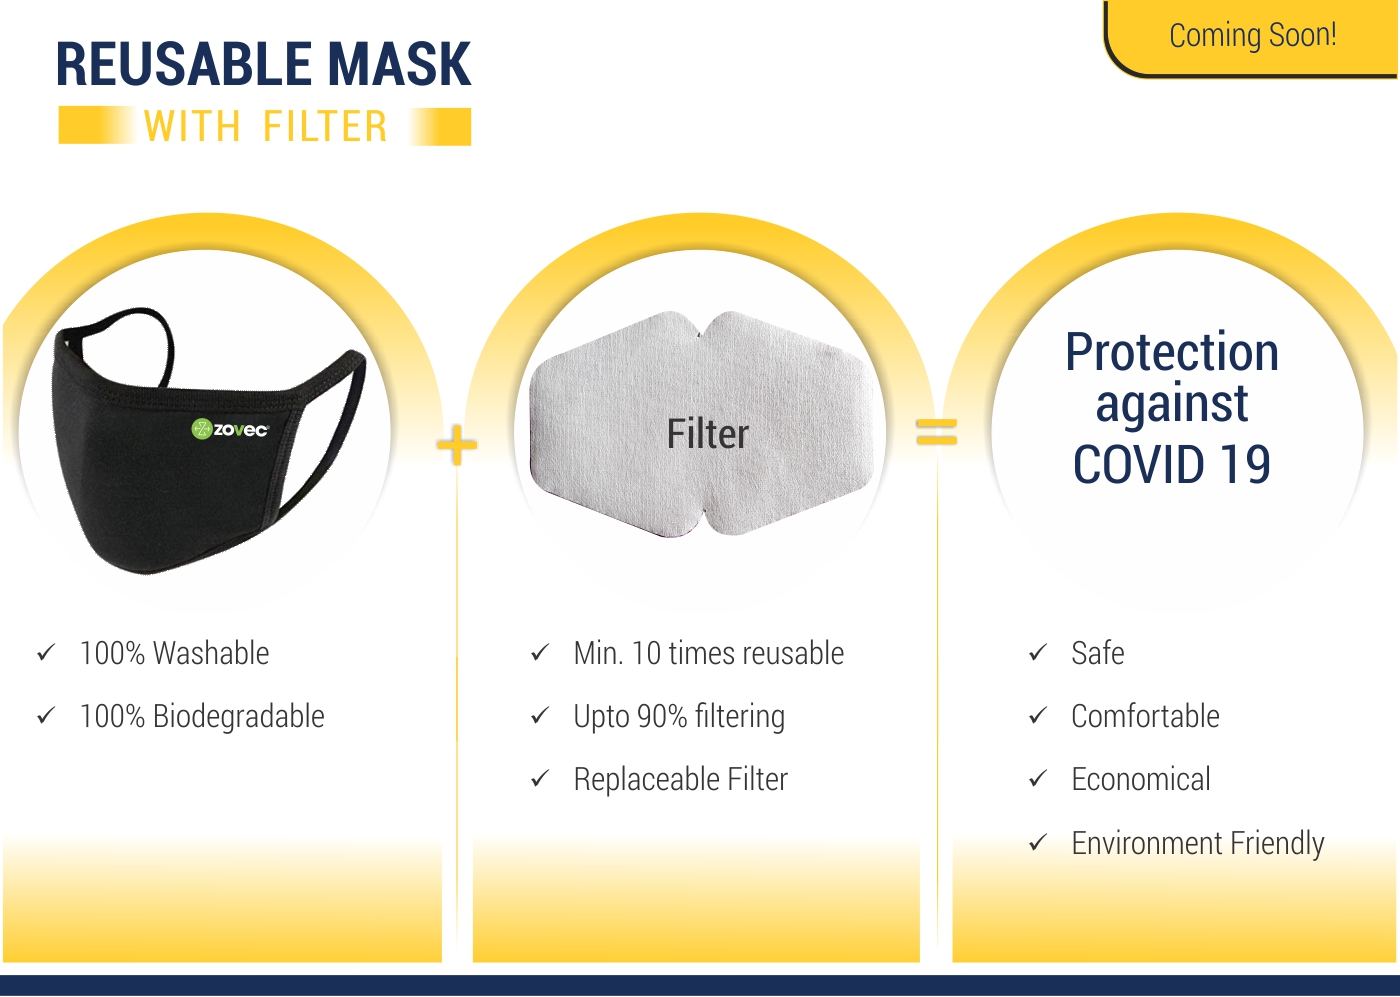 REUSABLE MASK
WITH FILTER
Coming Soon!
zovec
Filter
Protection
against
COVID 19
100% Washable
100% Biodegradable
Min. 10 times reusable
Upto 90% filtering
Replaceable Filter
Safe
Comfortable
Economical
Environment Friendly